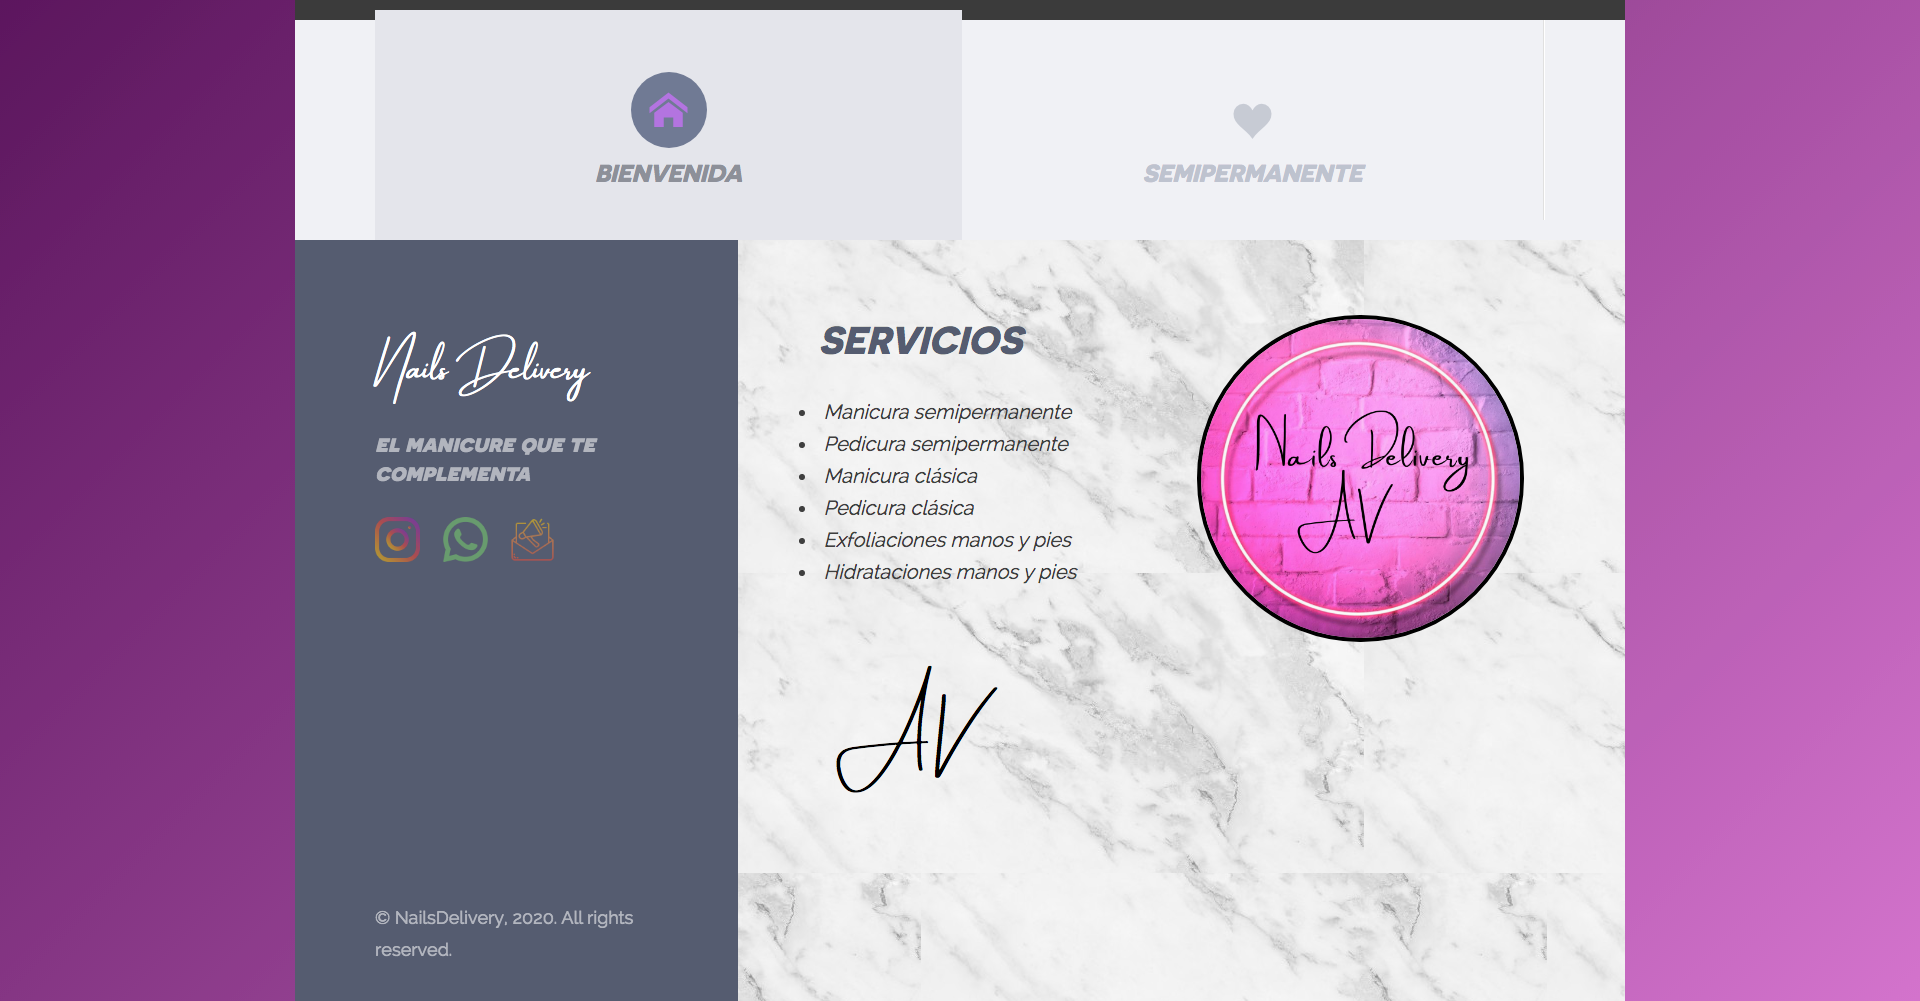 BIENVENIDA
SEMIPERMANENTE
Nails Delivery
EL MANICURE QUE TE
COMPLEMENTA
© NailsDelivery, 2020. All rights
reserved.
SERVICIOS
Manicura semipermanente
Pedicura semipermanente
Manicura clásica
Pedicura clásica
Exfoliaciones manos y pies
Hidrataciones manos y pies
AV
Nails Delivery
AV